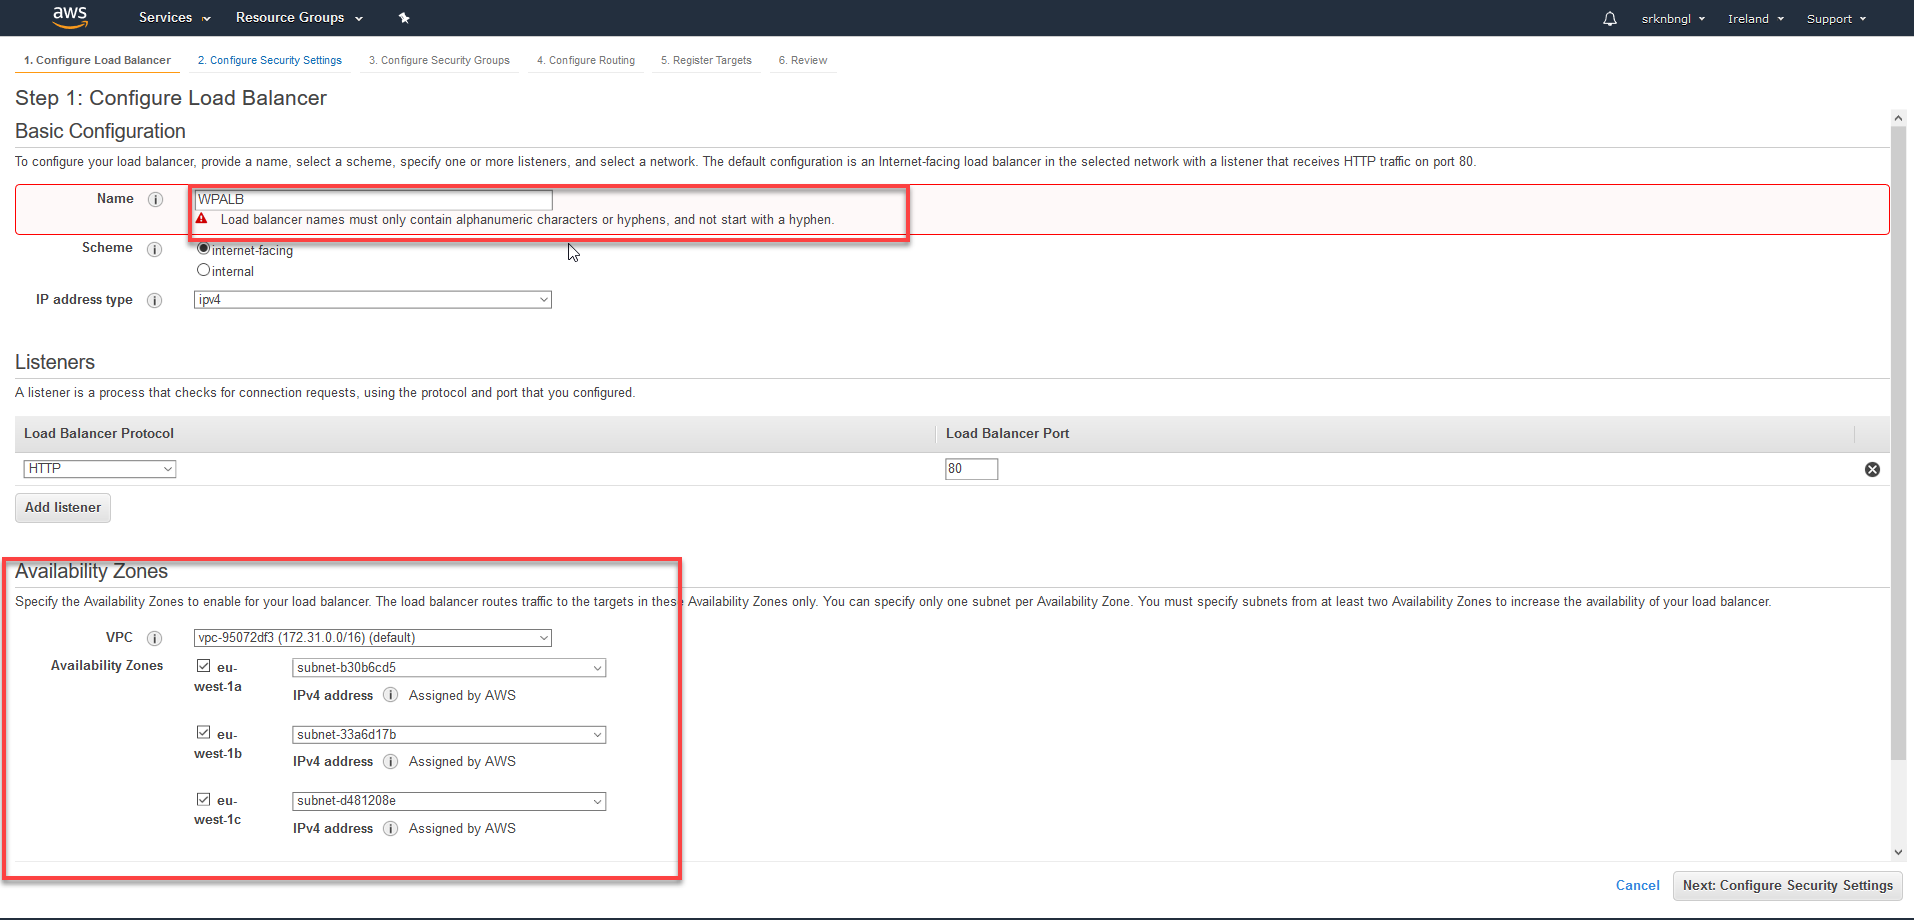 aws Services Resource Groups srknbngl Ireland Support
1. Configure Load Balancer 2. Configure Security Settings 3. Configure Security Groups 4. Configure Routing 5. Register Targets 6. Review
Step 1: Configure Load Balancer
Basic Configuration
To configure your load balancer, provide a name, select a scheme, specify one or more listeners, and select a network. The default configuration is an Internet-facing load balancer in the selected network with a listener that receives HTTP traffic on port 80.
Name i WPALB
Load balancer names must only contain alphanumeric characters or hyphens, and not start with a hyphen.
Scheme i internet-facing
internal
IP address type i ipv4
Listeners
A listener is a process that checks for connection requests, using the protocol and port that you configured.
Load Balancer Protocol Load Balancer Port
HTTP 80
Add listener
Availability Zones
Specify the Availability Zones to enable for your load balancer. The load balancer routes traffic to the targets in these Availability Zones only. You can specify only one subnet per Availability Zone. You must specify subnets from at least two Availability Zones to increase the availability of your load balancer.
VPC i vpc-95072df3 (172.31.0.0/16) (default)
Availability Zones eu- subnet-b30b6cd5
west-1a IPv4 address i Assigned by AWS
eu- subnet-33a6d17b
west-1b IPv4 address i Assigned by AWS
eu- subnet-d481208e
west-1c IPv4 address i Assigned by AWS
Cancel Next: Configure Security Settings